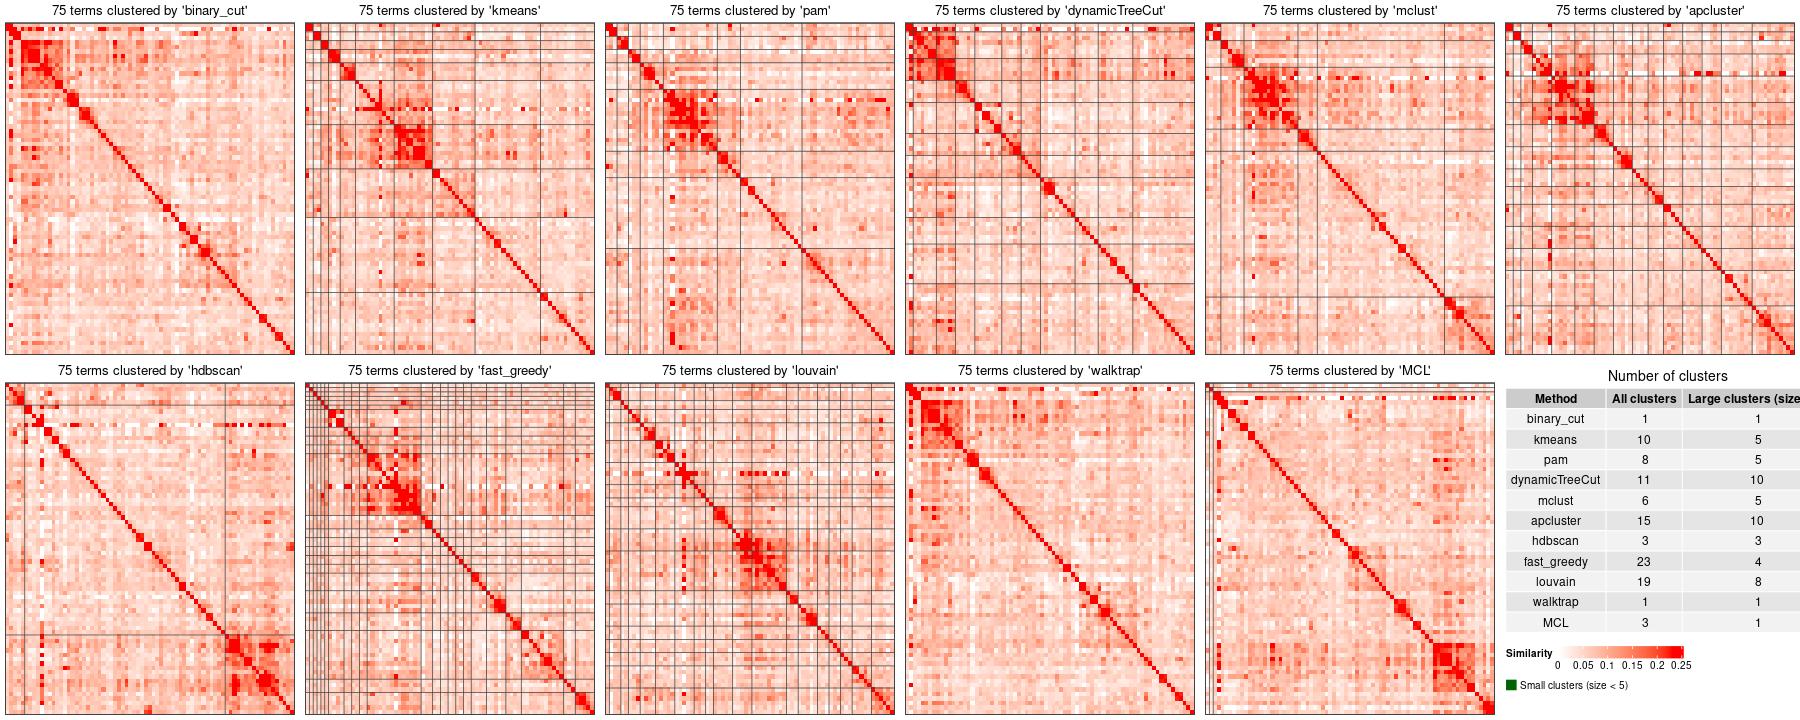 75 terms clustered by 'binary_cut'
75 terms clustered by 'kmeans'
75 terms clustered by 'pam'
75 terms clustered by 'dynamicTreeCut'
75 terms clustered by 'mclust'
75 terms clustered by 'apcluster'
75 terms clustered by 'hdbscan'
75 terms clustered by 'fast_greedy'
75 terms clustered by 'louvain'
75 terms clustered by 'walktrap'
75 terms clustered by 'MCL'
Number of clusters
Method All clusters Large clusters (size
binary_cut 1 1
kmeans 10 5
pam 8 5
dynamicTreeCut 11 10
mclust 6 5
apcluster 15 10
hdbscan 3 3
fast_greedy 23 4
louvain 19 8
walktrap 1 1
MCL 3 1
Similarity
0 0.05 0.1 0.15 0.2 0.25
Small clusters (size < 5)